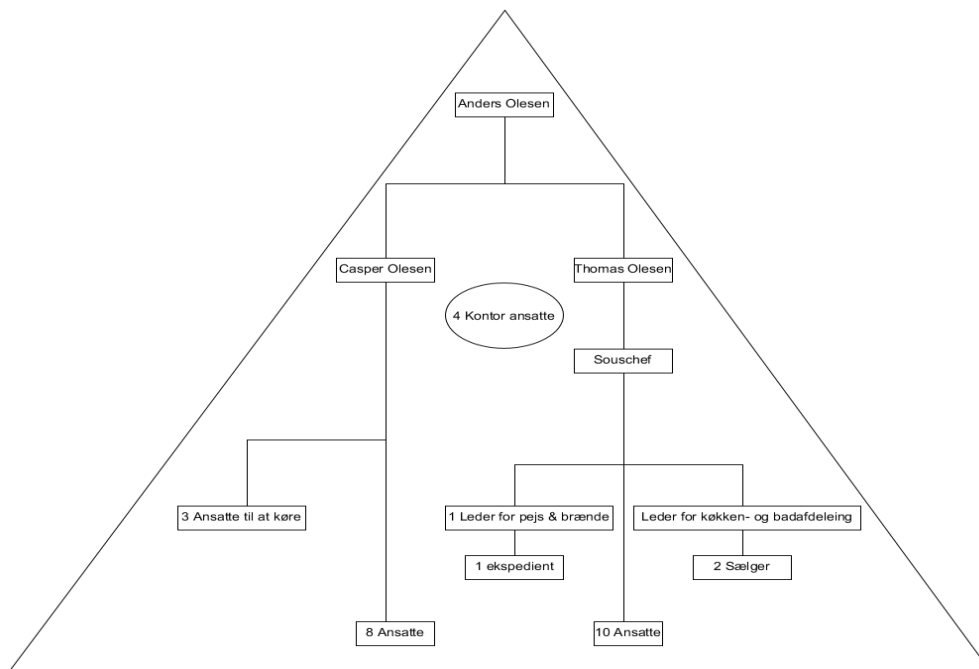 Anders Olesen
Casper Olesen
Thomas Olesen
4 Kontor ansatte
Souschef
3 Ansatte til at køre
1 Leder for pejs & brænde
Leder for køkken- og badafdeleing
1 ekspedient
2 Sælger
8 Ansatte
10 Ansatte